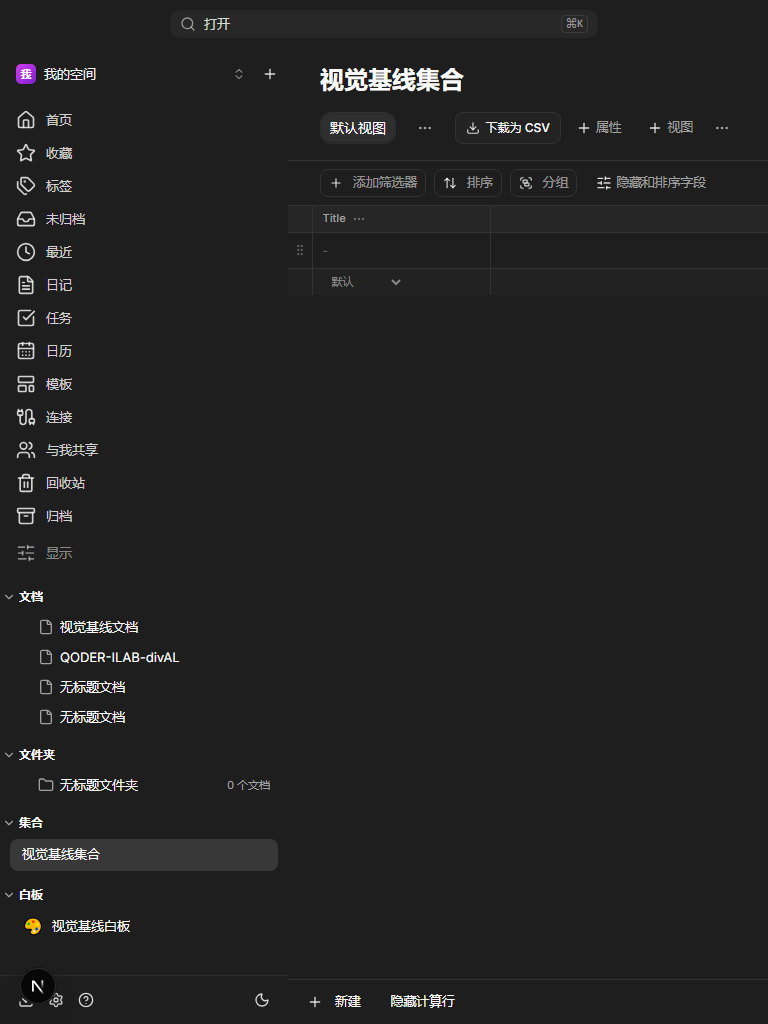 打开
⌘K
我 我的空间
首页
收藏
标签
未归档
最近
日记
任务
日历
模板
连接
与我共享
回收站
归档
显示
文档
视觉基线文档
QODER-ILAB-divAL
无标题文档
无标题文档
文件夹
无标题文件夹 0 个文档
集合
视觉基线集合
白板
视觉基线白板
N
视觉基线集合
默认视图 下载为 CSV 属性 视图
添加筛选器 排序 分组 隐藏和排序字段
Title
-
默认
新建 隐藏计算行